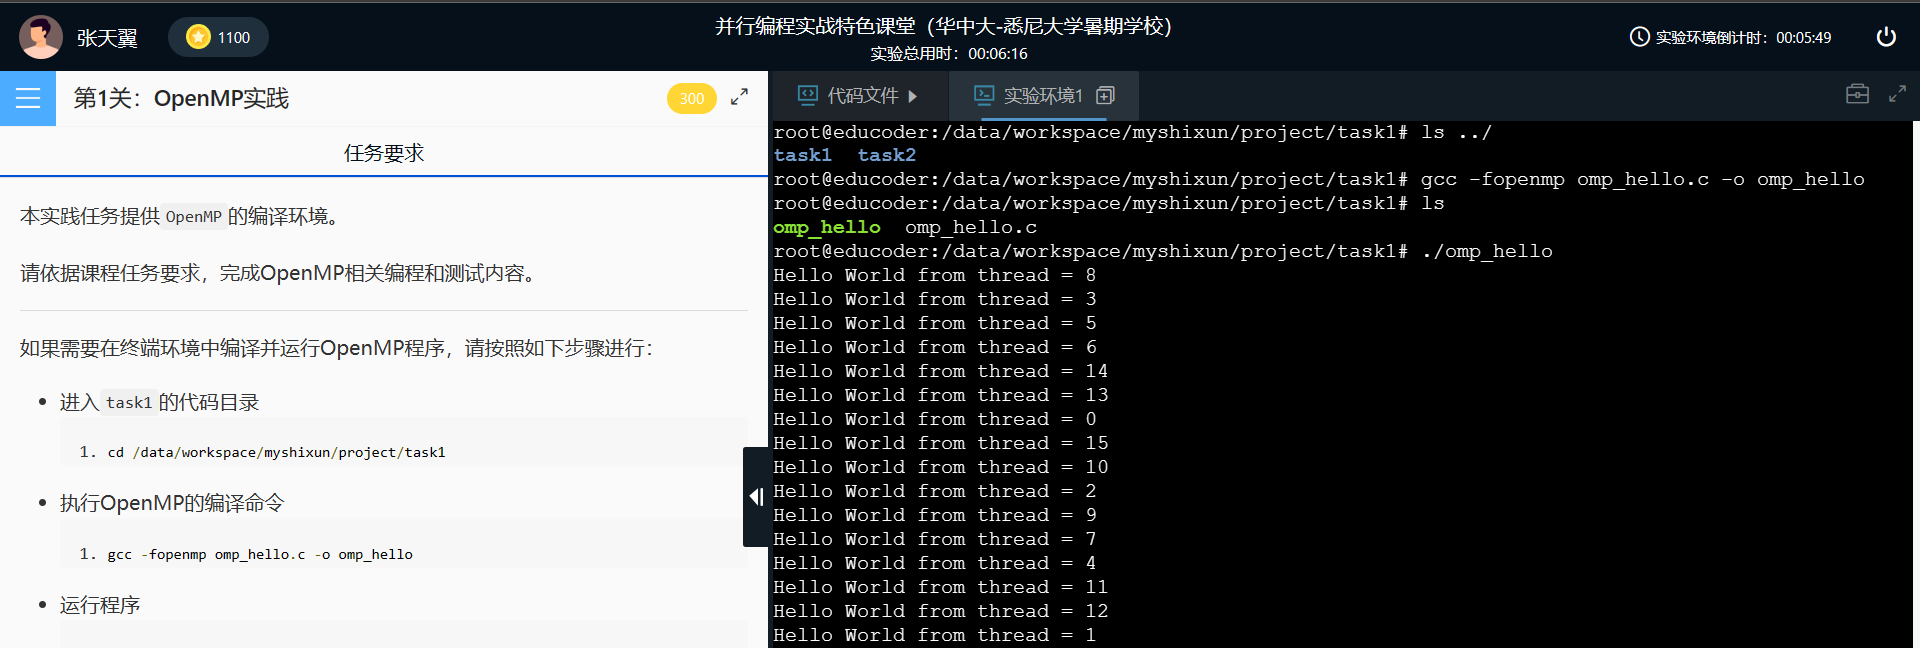 张天翼
1100
并行编程实战特色课堂（华中大-悉尼大学暑期学校）
实验总用时：00:06:16
实验环境倒计时：00:05:49
第1关：OpenMP实践
300
任务要求
本实践任务提供OpenMP的编译环境。
请依据课程任务要求，完成OpenMP相关编程和测试内容。
如果需要在终端环境中编译并运行OpenMP程序，请按照如下步骤进行：
进入task1的代码目录
1. cd /data/workspace/myshixun/project/task1
执行OpenMP的编译命令
1. gcc -fopenmp omp_hello.c -o omp_hello
运行程序
代码文件
实验环境1
root@educoder:/data/workspace/myshixun/project/task1# ls ../
task1  task2
root@educoder:/data/workspace/myshixun/project/task1# gcc -fopenmp omp_hello.c -o omp_hello
root@educoder:/data/workspace/myshixun/project/task1# ls
omp_hello  omp_hello.c
root@educoder:/data/workspace/myshixun/project/task1# ./omp_hello
Hello World from thread = 8
Hello World from thread = 3
Hello World from thread = 5
Hello World from thread = 6
Hello World from thread = 14
Hello World from thread = 13
Hello World from thread = 0
Hello World from thread = 15
Hello World from thread = 10
Hello World from thread = 2
Hello World from thread = 9
Hello World from thread = 7
Hello World from thread = 4
Hello World from thread = 11
Hello World from thread = 12
Hello World from thread = 1